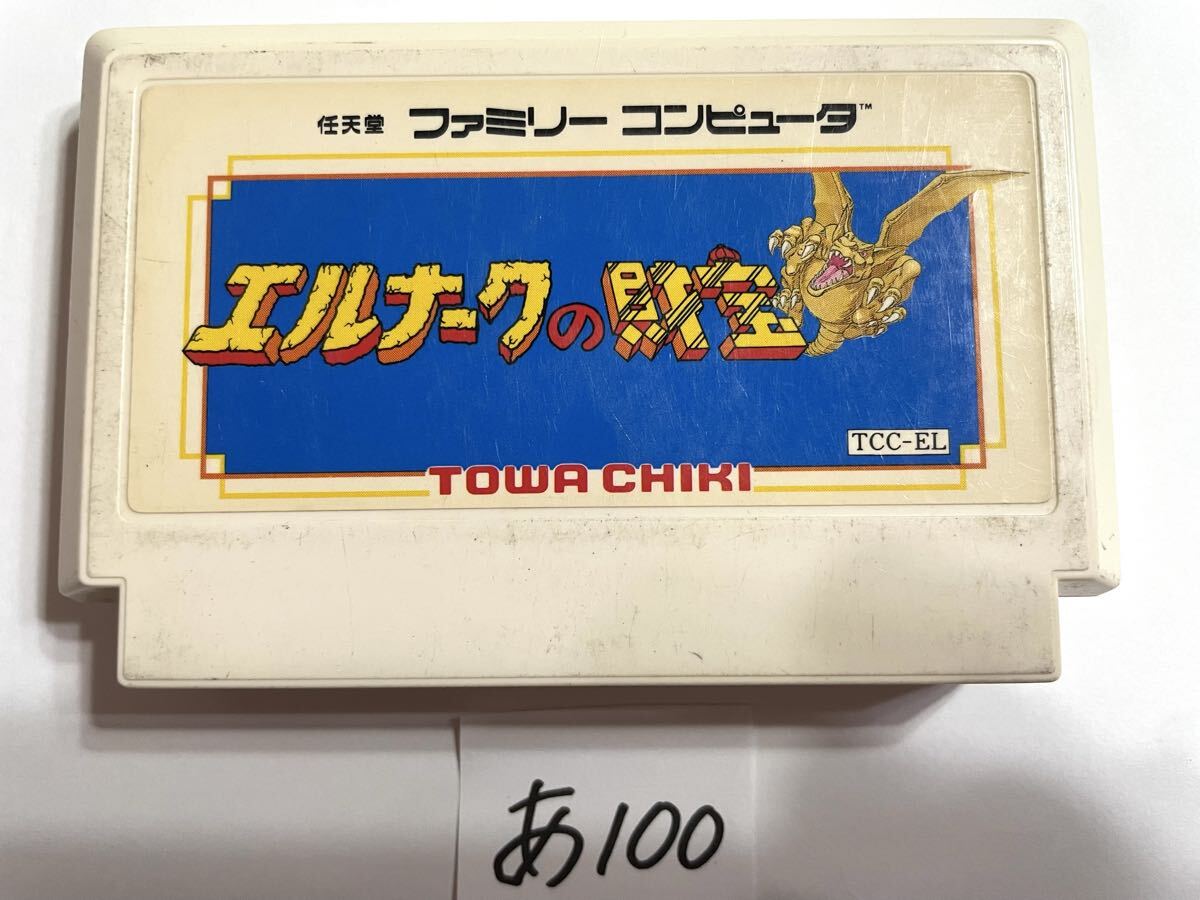 任天堂 ファミリー コンピュータ™
エルナークの財宝
TCC-EL
TOWA CHIKI
あ100